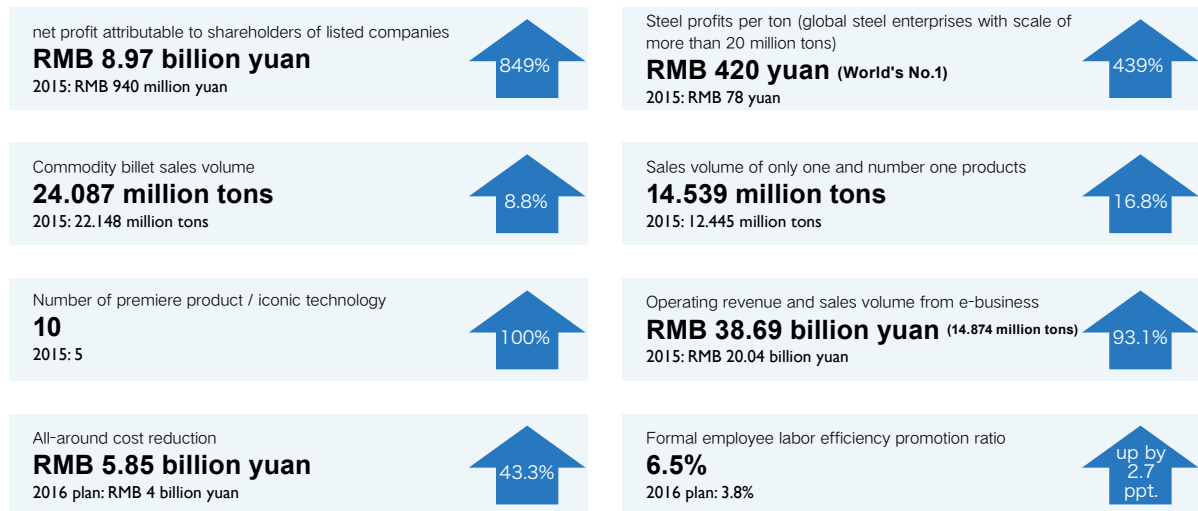 net profit attributable to shareholders of listed companies
RMB 8.97 billion yuan
2015: RMB 940 million yuan
849%
Steel profits per ton (global steel enterprises with scale of
more than 20 million tons)
RMB 420 yuan (World's No.1)
2015: RMB 78 yuan
439%
Commodity billet sales volume
24.087 million tons
2015: 22.148 million tons
8.8%
Sales volume of only one and number one products
14.539 million tons
2015: 12.445 million tons
16.8%
Number of premiere product / iconic technology
10
2015: 5
100%
Operating revenue and sales volume from e-business
RMB 38.69 billion yuan (14.874 million tons)
2015: RMB 20.04 billion yuan
93.1%
All-around cost reduction
RMB 5.85 billion yuan
2016 plan: RMB 4 billion yuan
43.3%
Formal employee labor efficiency promotion ratio
6.5%
2016 plan: 3.8%
up by
2.7
ppt.